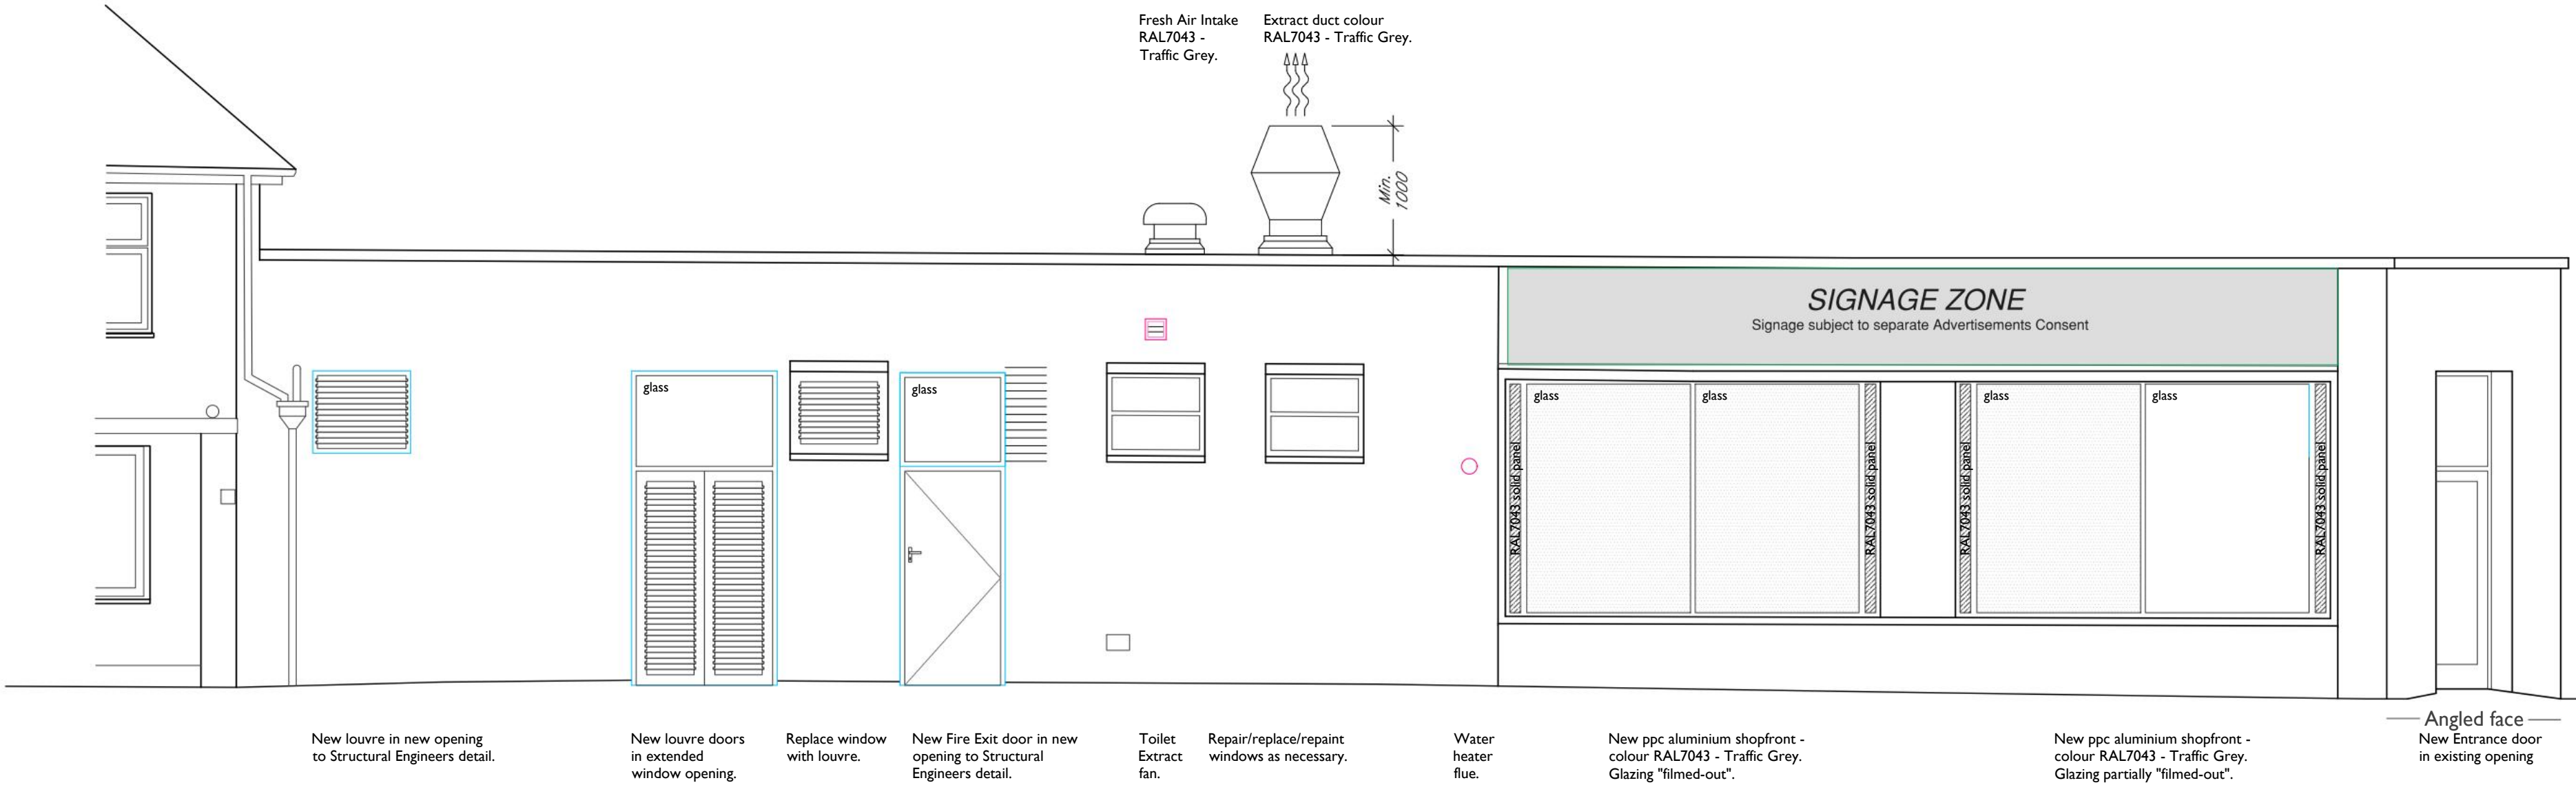 Fresh Air Intake
RAL7043 -
Traffic Grey.
Extract duct colour
RAL7043 - Traffic Grey.
Min.
1000
SIGNAGE ZONE
Signage subject to separate Advertisements Consent
glass
glass
glass
glass
glass
glass
RAL7043 solid panel
RAL7043 solid panel
RAL7043 solid panel
RAL7043 solid panel
Angled face
New louvre in new opening
to Structural Engineers detail.
New louvre doors
in extended
window opening.
Replace window
with louvre.
New Fire Exit door in new
opening to Structural
Engineers detail.
Toilet
Extract
fan.
Repair/replace/repaint
windows as necessary.
Water
heater
flue.
New ppc aluminium shopfront -
colour RAL7043 - Traffic Grey.
Glazing "filmed-out".
New ppc aluminium shopfront -
colour RAL7043 - Traffic Grey.
Glazing partially "filmed-out".
New Entrance door
in existing opening